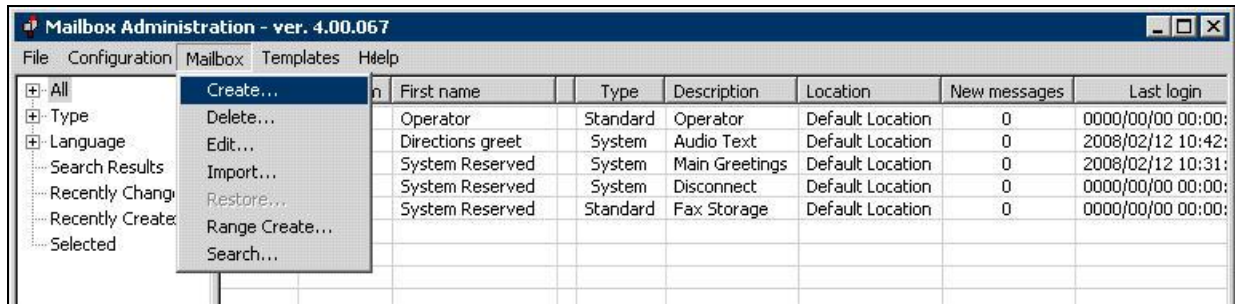 Mailbox Administration - ver. 4.00.067
File Configuration Mailbox Templates Help
All
Type
Language
Search Results
Recently Chang
Recently Create
Selected
Create...
Delete...
Edit...
Import...
Restore...
Range Create...
Search...
n First name Type Description Location New messages Last login
Operator Standard Operator Default Location 0 0000/00/00 00:00:
Directions greet System Audio Text Default Location 0 2008/02/12 10:42:
System Reserved System Main Greetings Default Location 0 2008/02/12 10:31:
System Reserved System Disconnect Default Location 0 0000/00/00 00:00:
System Reserved Standard Fax Storage Default Location 0 0000/00/00 00:00: